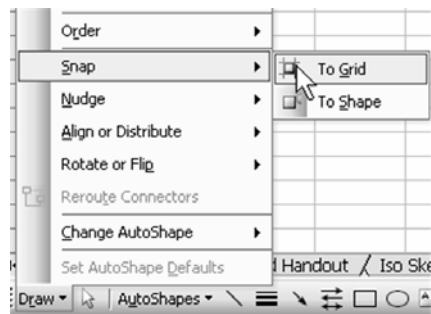 Order
Snap
Nudge
Align or Distribute
Rotate or Flip
Reroute Connectors
Change AutoShape
Set AutoShape Defaults
To Grid
To Shape
Handout / Iso Ske
Draw AutoShapes